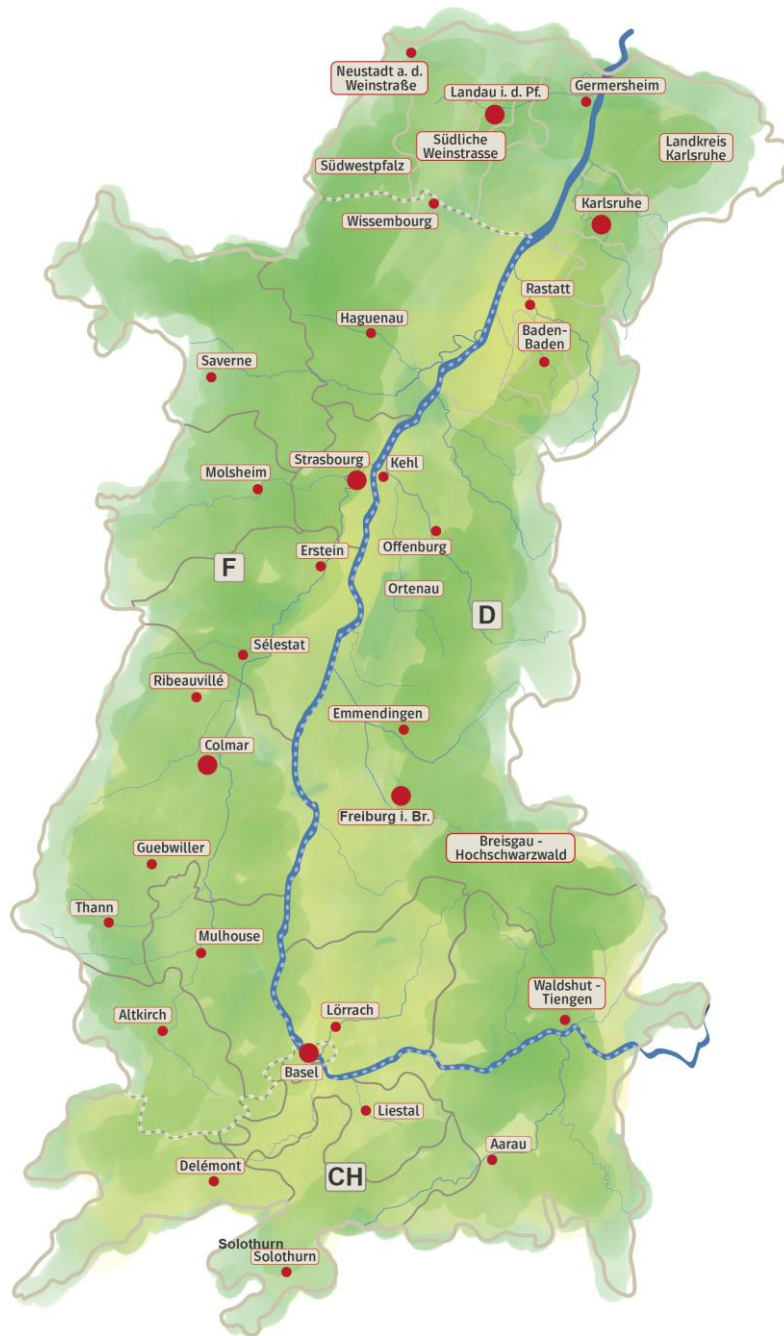 Neustadt a. d.
Weinstraße
Landau i. d. Pf.
Germersheim
Südliche
Weinstrasse
Landkreis
Karlsruhe
Südwestpfalz
Wissembourg
Karlsruhe
Rastatt
Haguenau
Baden-
Baden
Saverne
Strasbourg
Kehl
Molsheim
Erstein
Offenburg
F
Ortenau
D
Sélestat
Ribeauvillé
Emmendingen
Colmar
Freiburg i. Br.
Guebwiller
Breisgau -
Hochschwarzwald
Thann
Mulhouse
Waldshut -
Tiengen
Altkirch
Lörrach
Basel
Liestal
Aarau
Delémont
CH
Solothurn
Solothurn